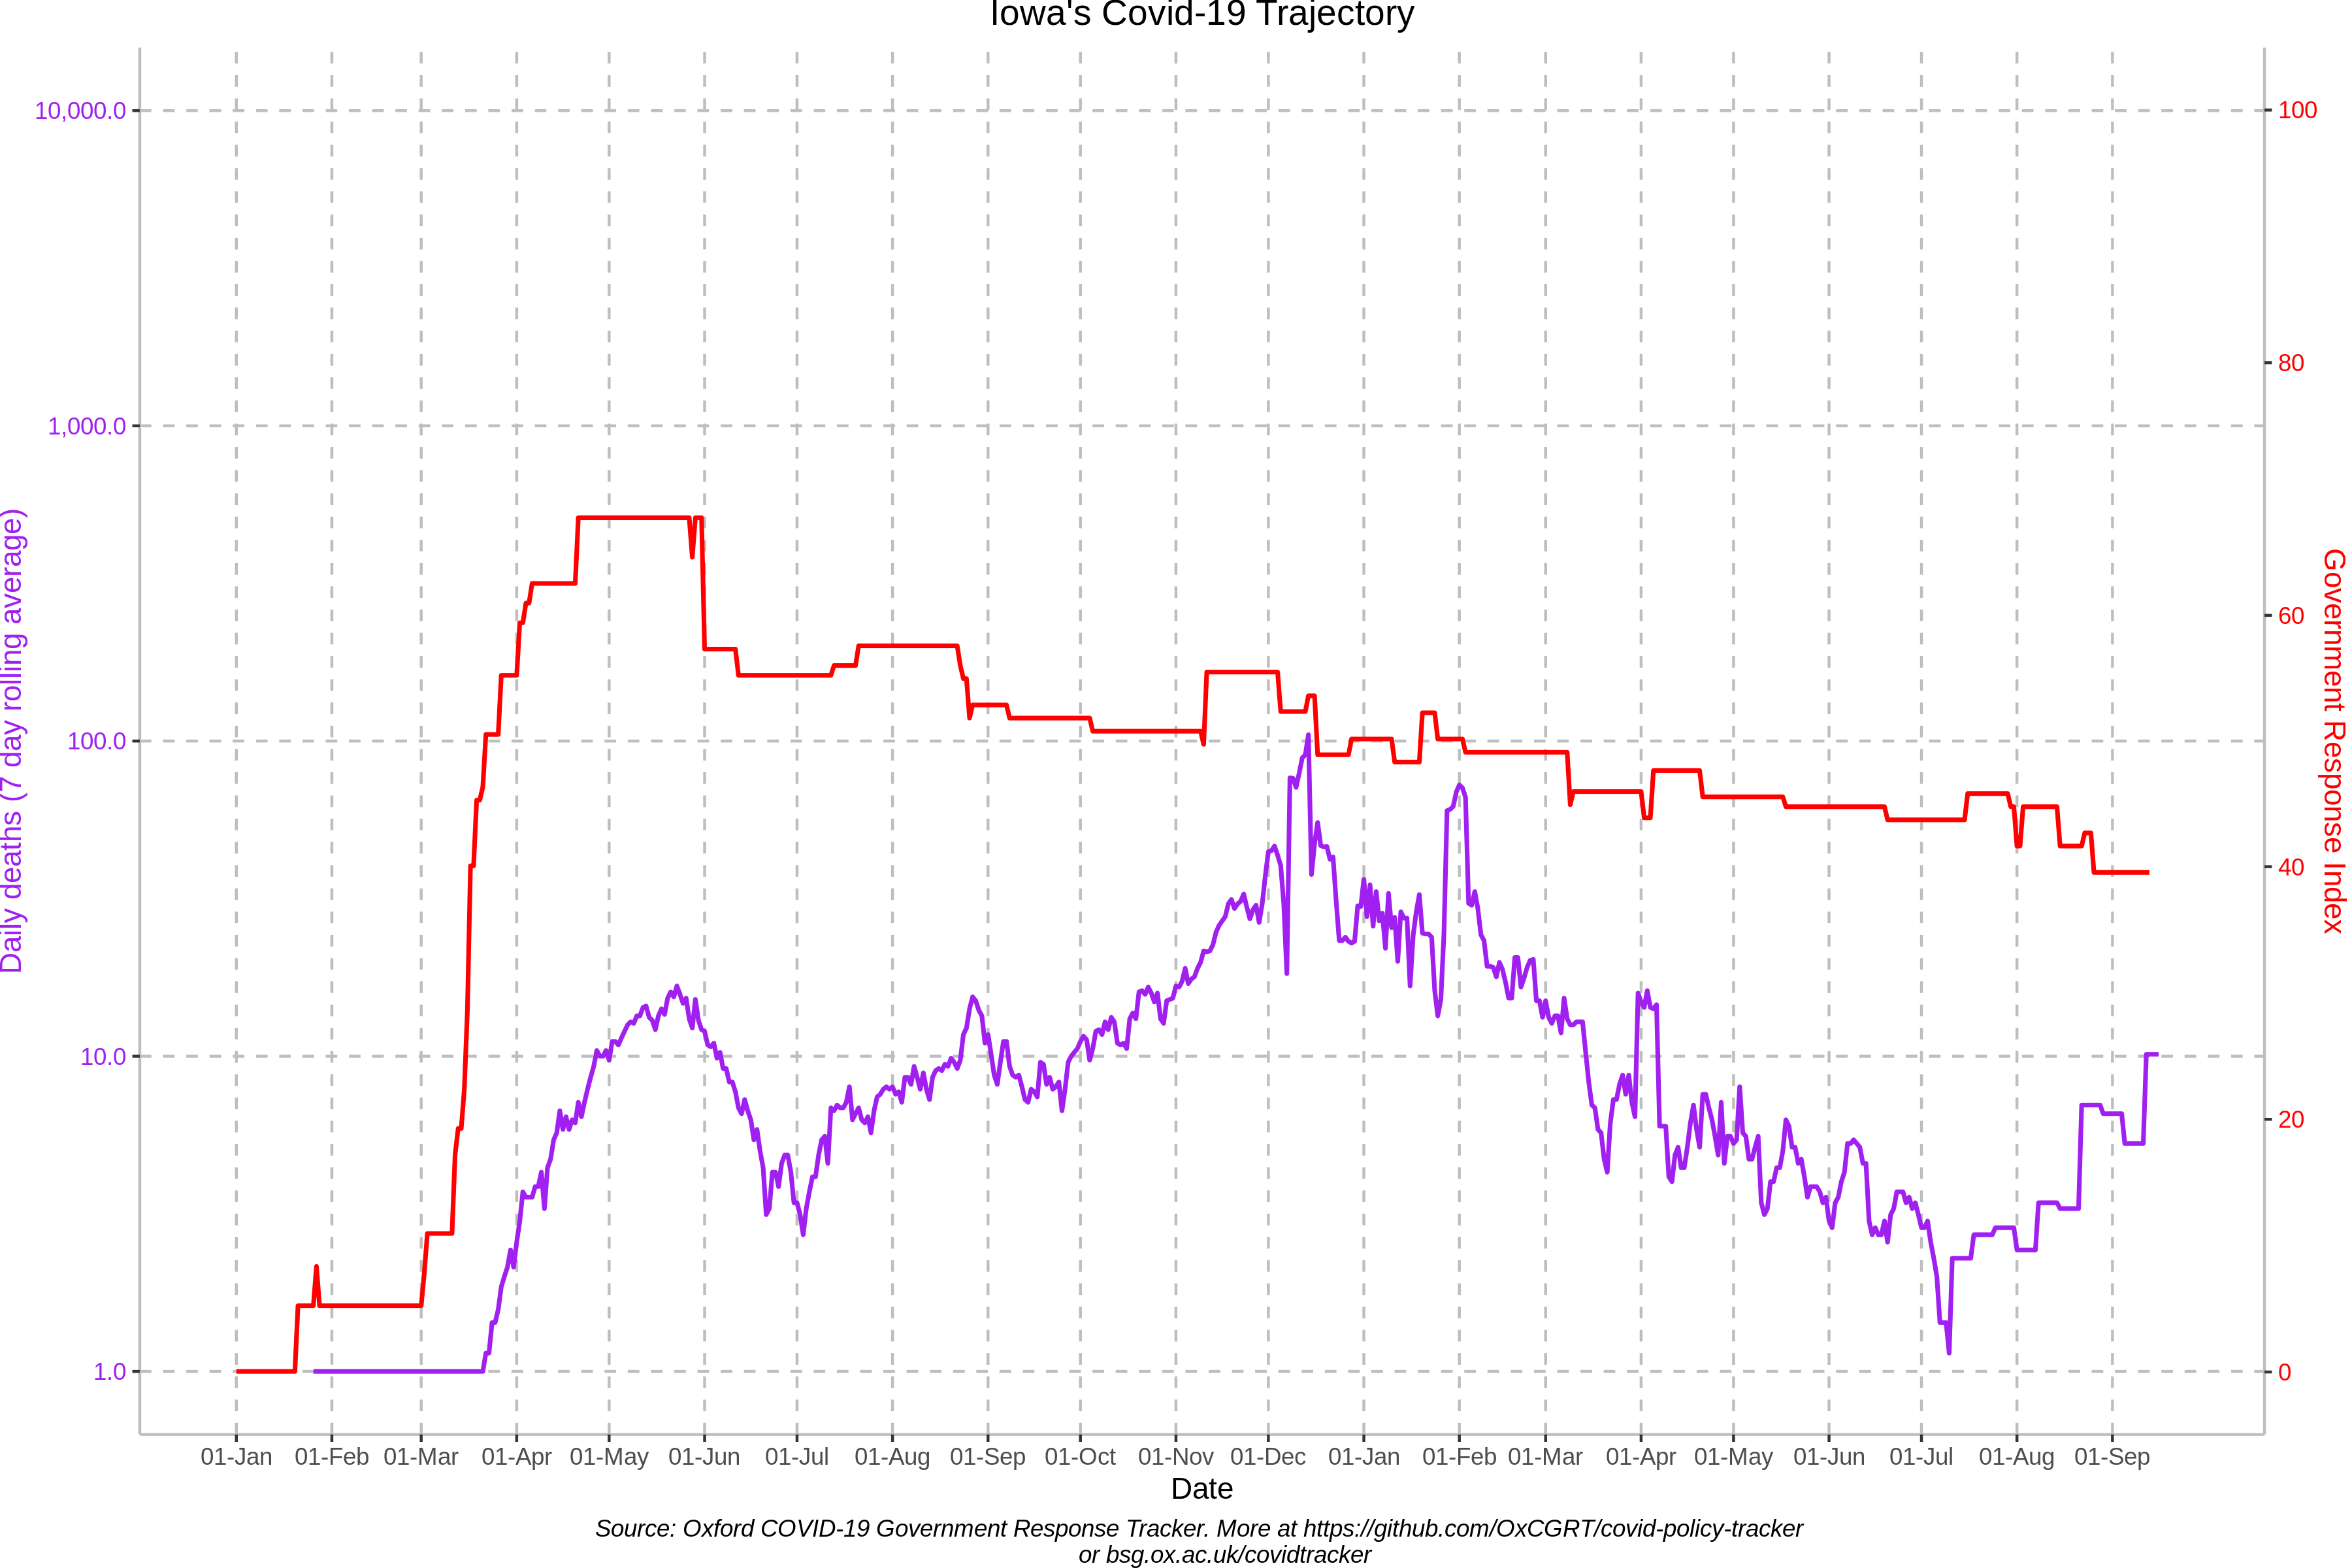 Iowa's Covid-19 Trajectory
10,000.0
1,000.0
100.0
10.0
1.0
Daily deaths (7 day rolling average)
100
80
60
40
20
0
Government Response Index
01-Jan 01-Feb 01-Mar 01-Apr 01-May 01-Jun 01-Jul 01-Aug 01-Sep 01-Oct 01-Nov 01-Dec 01-Jan 01-Feb 01-Mar 01-Apr 01-May 01-Jun 01-Jul 01-Aug 01-Sep
Date
Source: Oxford COVID-19 Government Response Tracker. More at https://github.com/OxCGRT/covid-policy-tracker
or bsg.ox.ac.uk/covidtracker